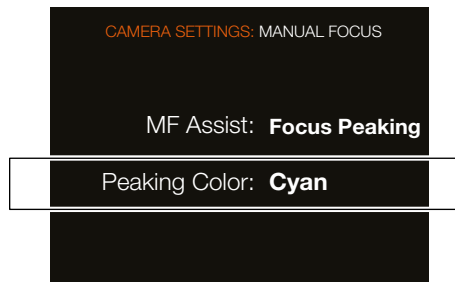 CAMERA SETTINGS: MANUAL FOCUS
MF Assist: Focus Peaking
Peaking Color: Cyan